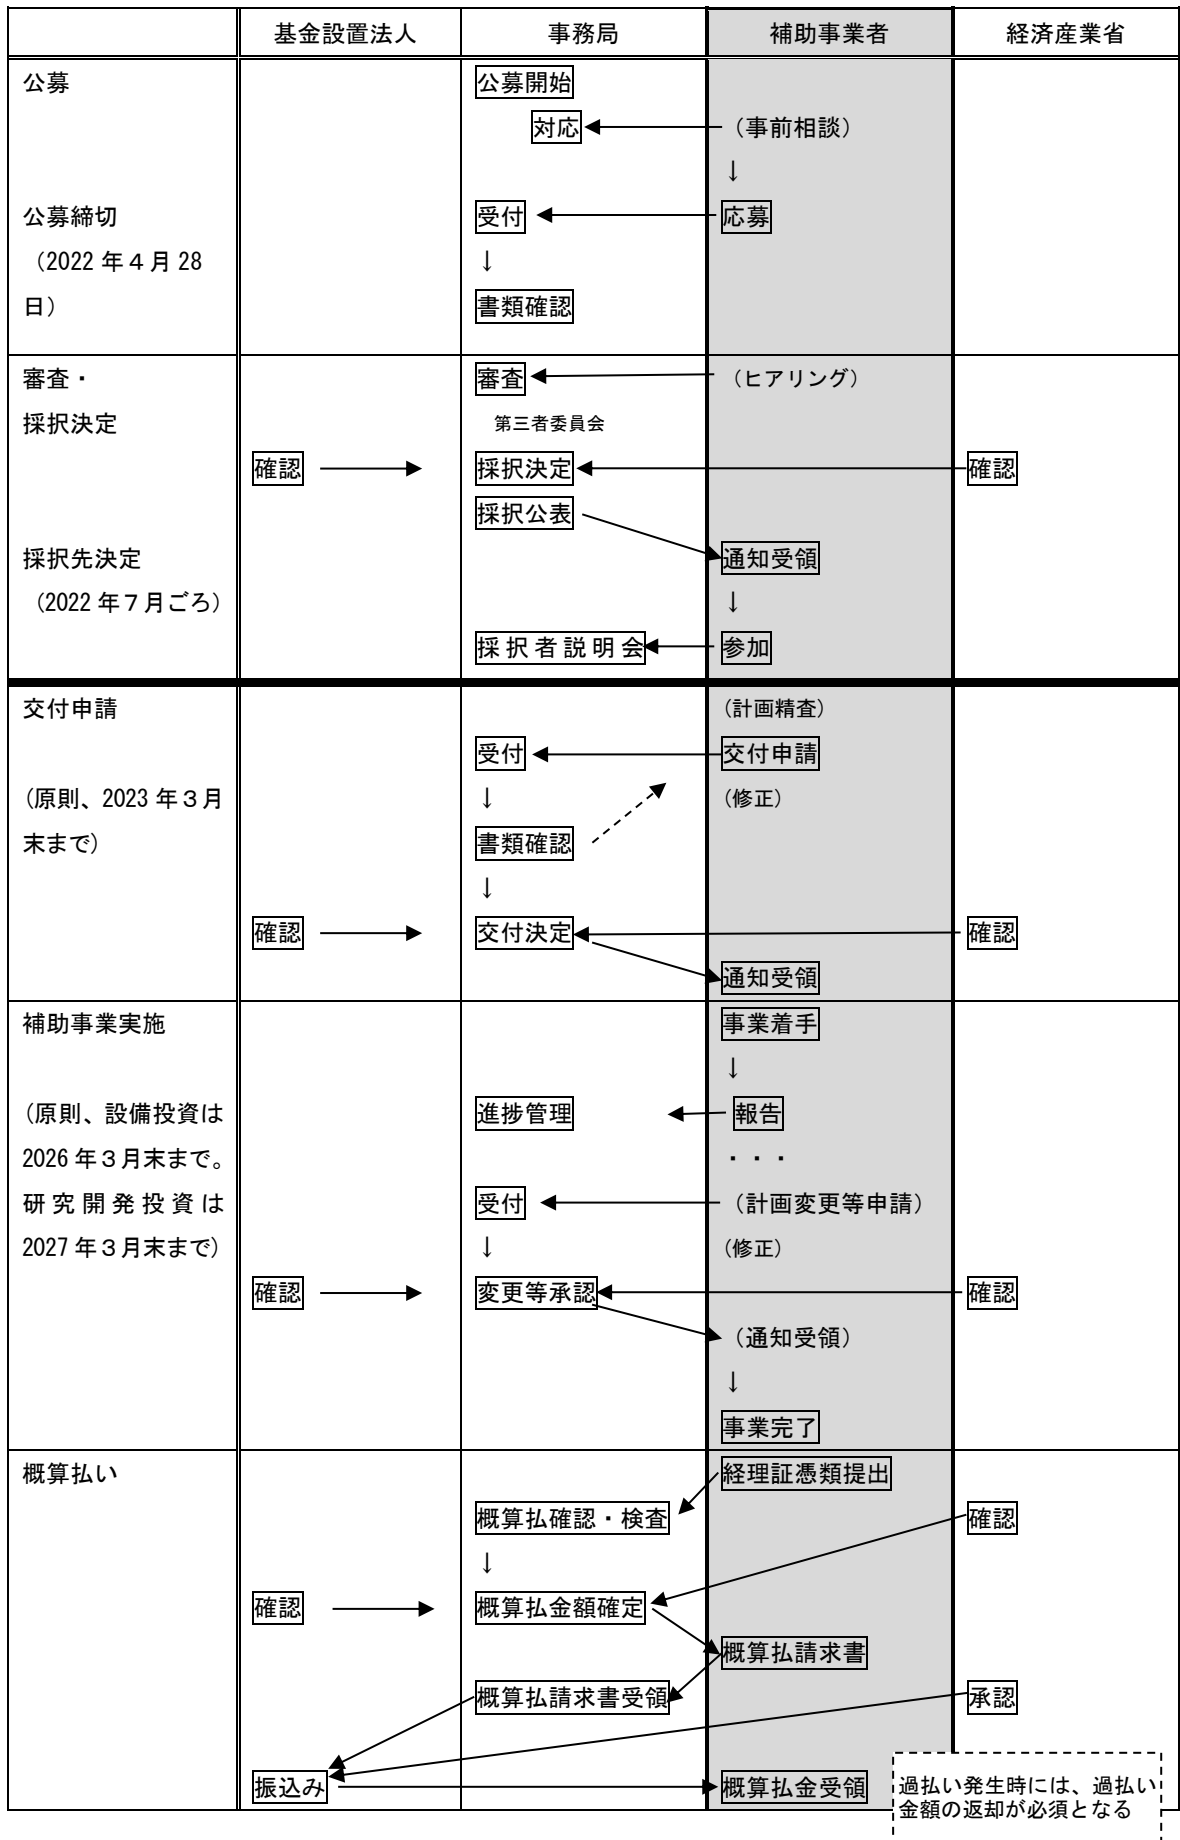 基金設置法人 事務局 補助事業者 経済産業省
公募 公募開始
対応 （事前相談）
↓
公募締切 受付 応募
（2022 年４月 28 ↓
日） 書類確認
審査・ 審査 （ヒアリング）
採択決定 第三者委員会
確認 採択決定 確認
採択公表
採択先決定 通知受領
（2022 年７月ごろ） ↓
採択者説明会 参加
交付申請 (計画精査)
受付 交付申請
(原則、2023 年３月 ↓ (修正)
末まで) 書類確認
↓
確認 交付決定 確認
通知受領
補助事業実施 事業着手
↓
(原則、設備投資は 進捗管理 報告
2026 年３月末まで。 ・・・
研究開発投資は 受付 （計画変更等申請）
2027 年３月末まで) ↓ (修正)
確認 変更等承認 確認
（通知受領）
↓
事業完了
概算払い 経理証憑類提出
概算払確認・検査 確認
↓
確認 概算払金額確定
概算払請求書
概算払請求書受領 承認
振込み 概算払金受領 過払い発生時には、過払い
金額の返却が必須となる